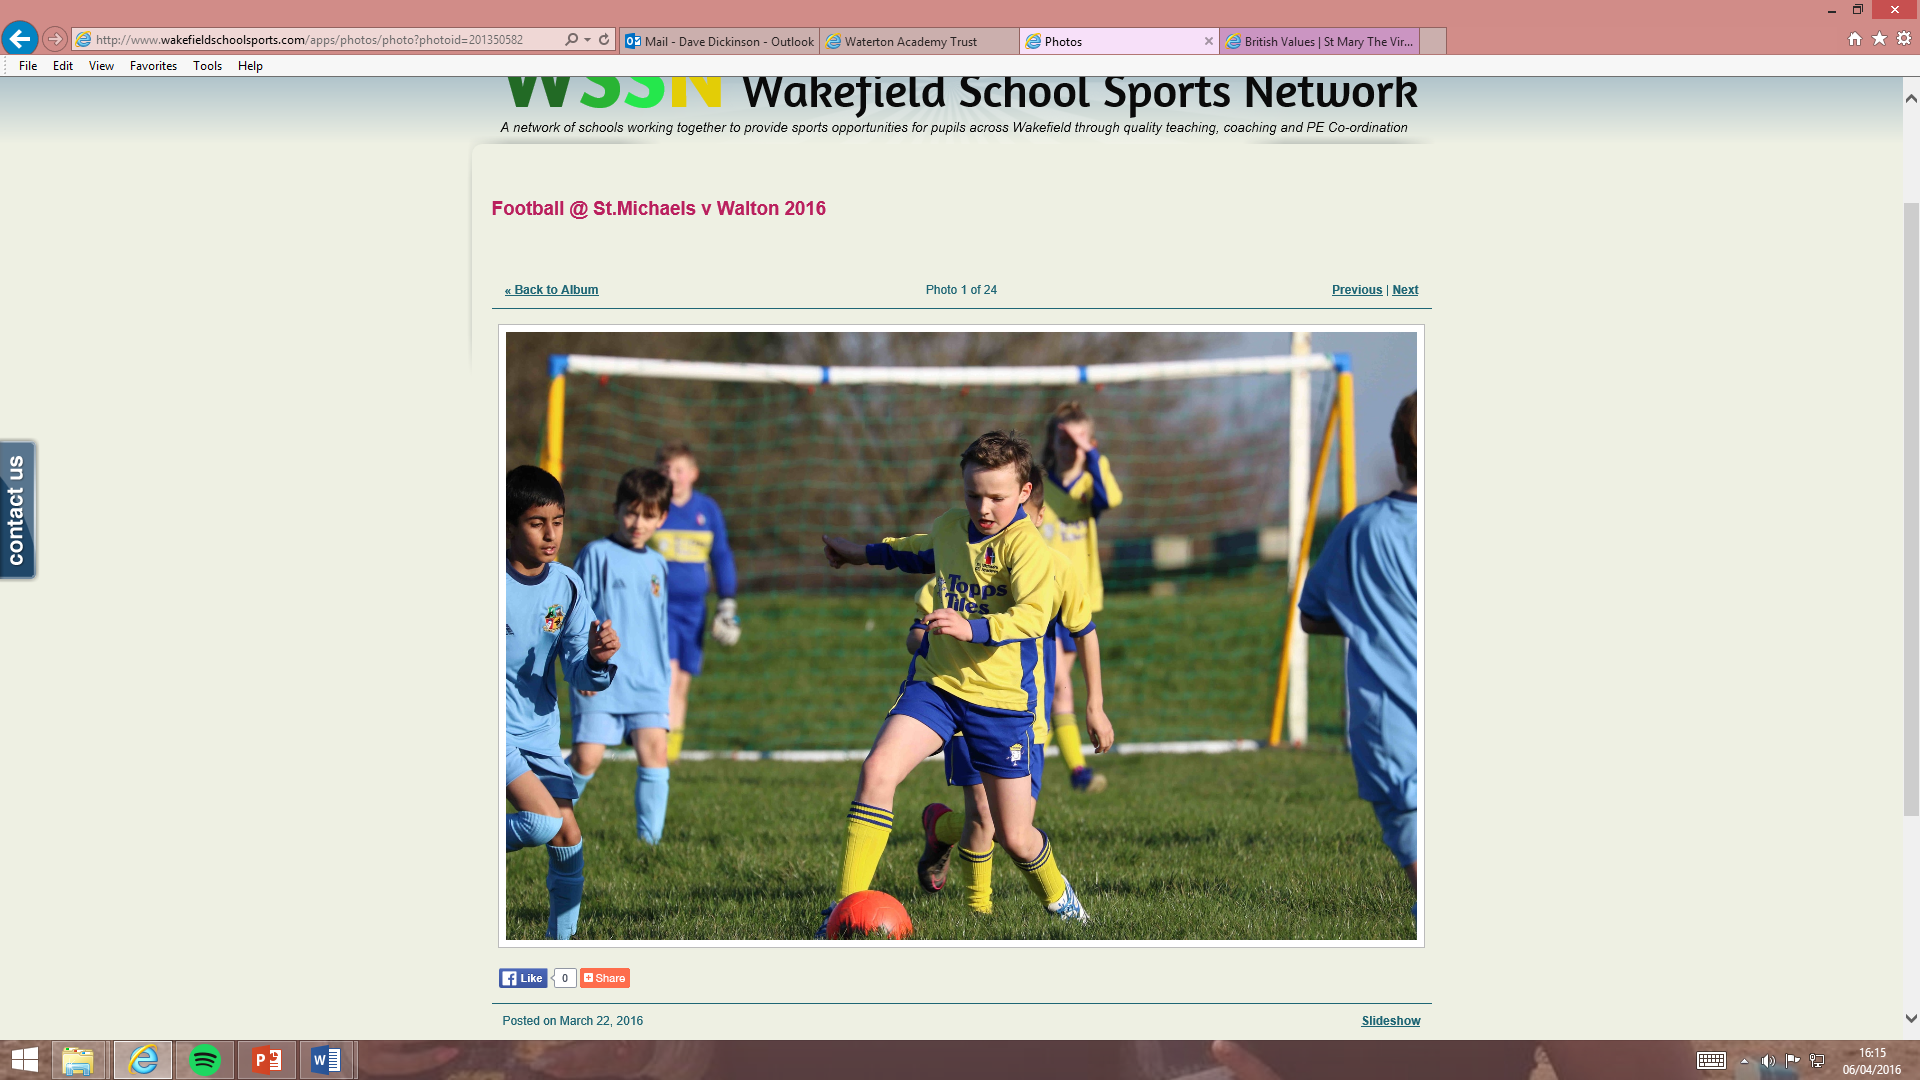 http://www.wakefieldschoolsports.com/apps/photos/photo?photoid=201350582
Mail - Dave Dickinson - Outlook
Waterton Academy Trust
Photos
British Values | St Mary The Vir...
File Edit View Favorites Tools Help
WSSN Wakefield School Sports Network
A network of schools working together to provide sports opportunities for pupils across Wakefield through quality teaching, coaching and PE Co-ordination
Football @ St.Michaels v Walton 2016
« Back to Album
Photo 1 of 24
Previous | Next
contact us
Topps
Tiles
Like
0
Share
Posted on March 22, 2016
Slideshow
16:15
06/04/2016